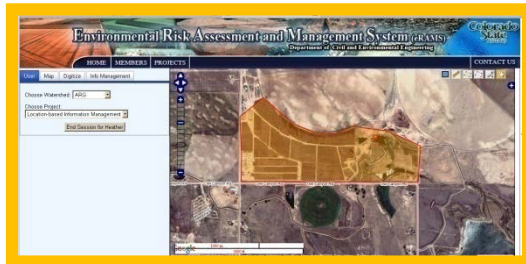 Environmental Risk Assessment and Management System (eRAMS)
Colorado State
Department of Civil and Environmental Engineering
HOME MEMBERS PROJECTS CONTACT US
User Map Digitize Info Management
Choose Watershed: ARG
Choose Project:
Location-based Information Management
End Session for Heather
Google